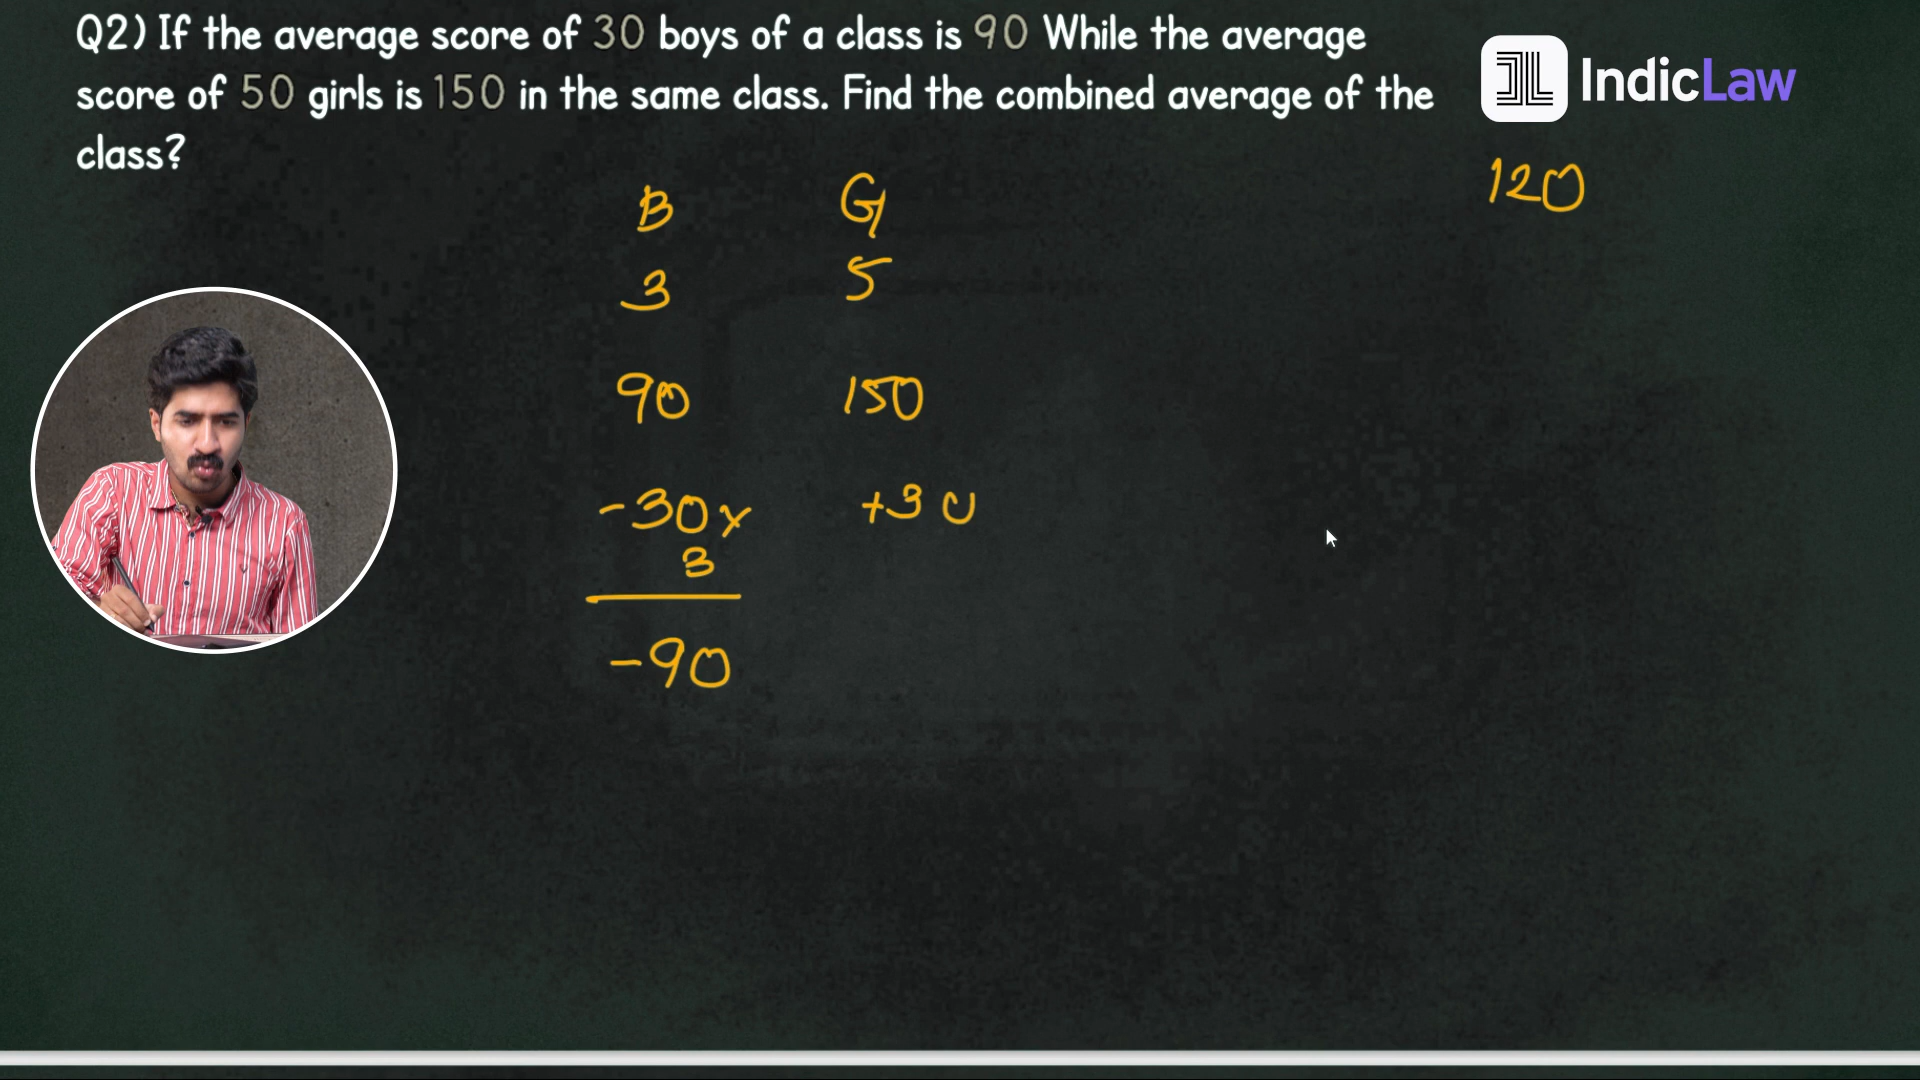 Q2) If the average score of 30 boys of a class is 90 While the average
score of 50 girls is 150 in the same class. Find the combined average of the
class?
IndicLaw
120
B G
3 5
90 150
-30x +30
3
-90